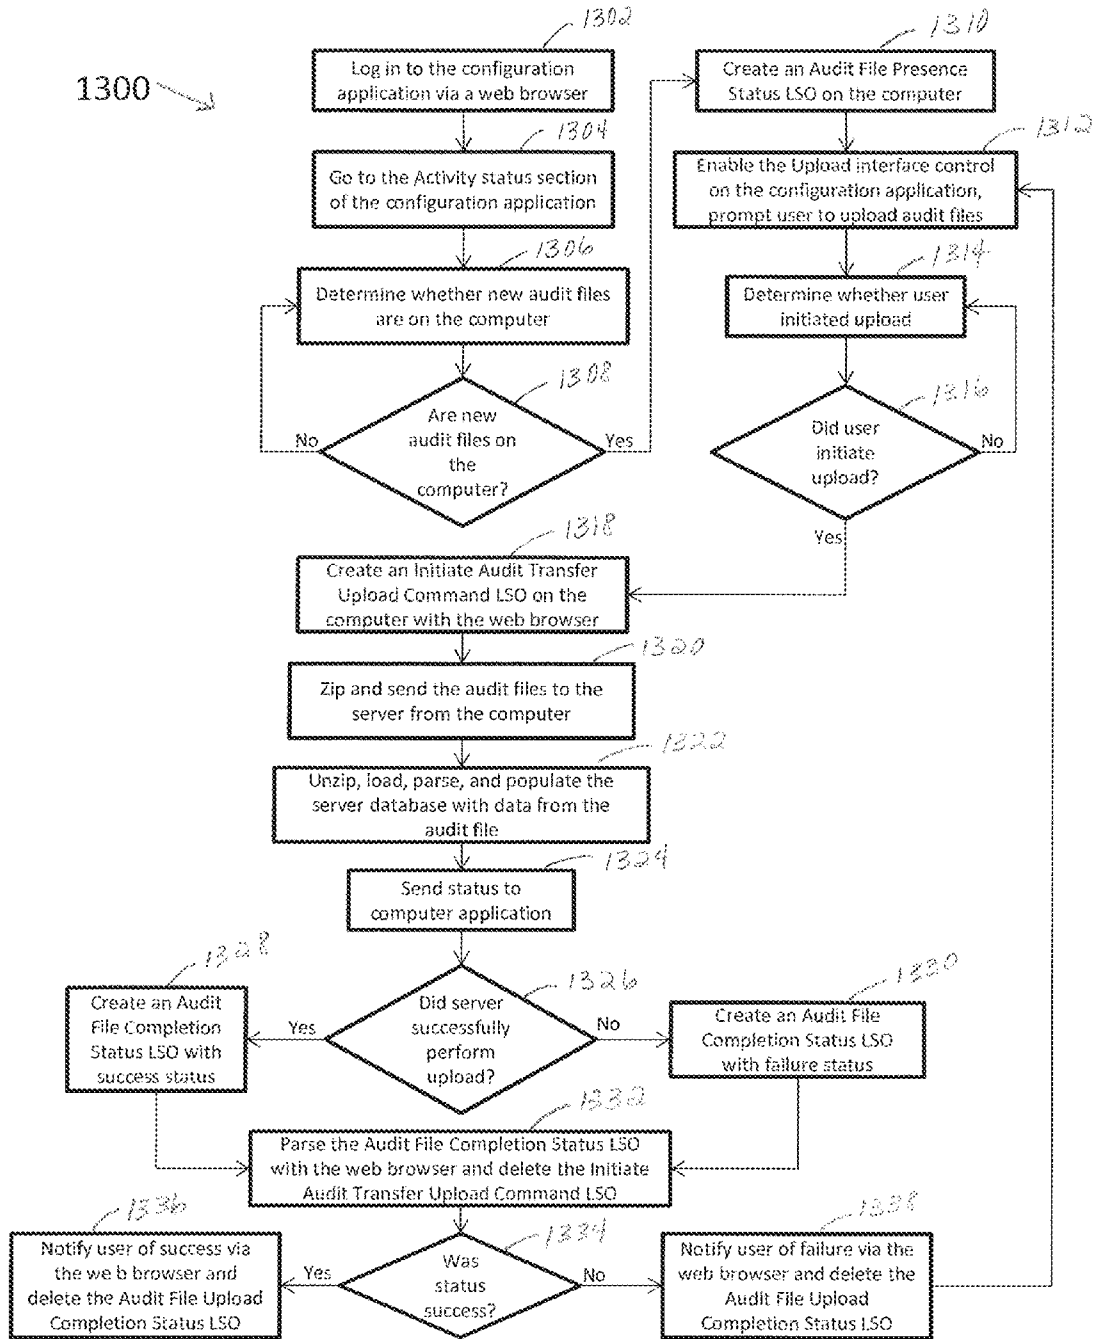 1300
1302
Log in to the configuration
application via a web browser
1304
Go to the Activity status section
of the configuration application
1306
Determine whether new audit files
are on the computer
1308
Are new
audit files on
the
computer?
No
Yes
1310
Create an Audit File Presence
Status LSO on the computer
1312
Enable the Upload interface control
on the configuration application,
prompt user to upload audit files
1314
Determine whether user
initiated upload
1316
Did user
initiate
upload?
No
Yes
1318
Create an Initiate Audit Transfer
Upload Command LSO on the
computer with the web browser
1320
Zip and send the audit files to the
server from the computer
1322
Unzip, load, parse, and populate the
server database with data from the
audit file
1324
Send status to
computer application
1326
Did server
successfully
perform
upload?
Yes
No
1328
Create an Audit
File Completion
Status LSO with
success status
1330
Create an Audit File
Completion Status LSO
with failure status
1332
Parse the Audit File Completion Status LSO
with the web browser and delete the Initiate
Audit Transfer Upload Command LSO
1334
Was
status
success?
Yes
No
1336
Notify user of success via
the we b browser and
delete the Audit File Upload
Completion Status LSO
1338
Notify user of failure via the
web browser and delete the
Audit File Upload
Completion Status LSO